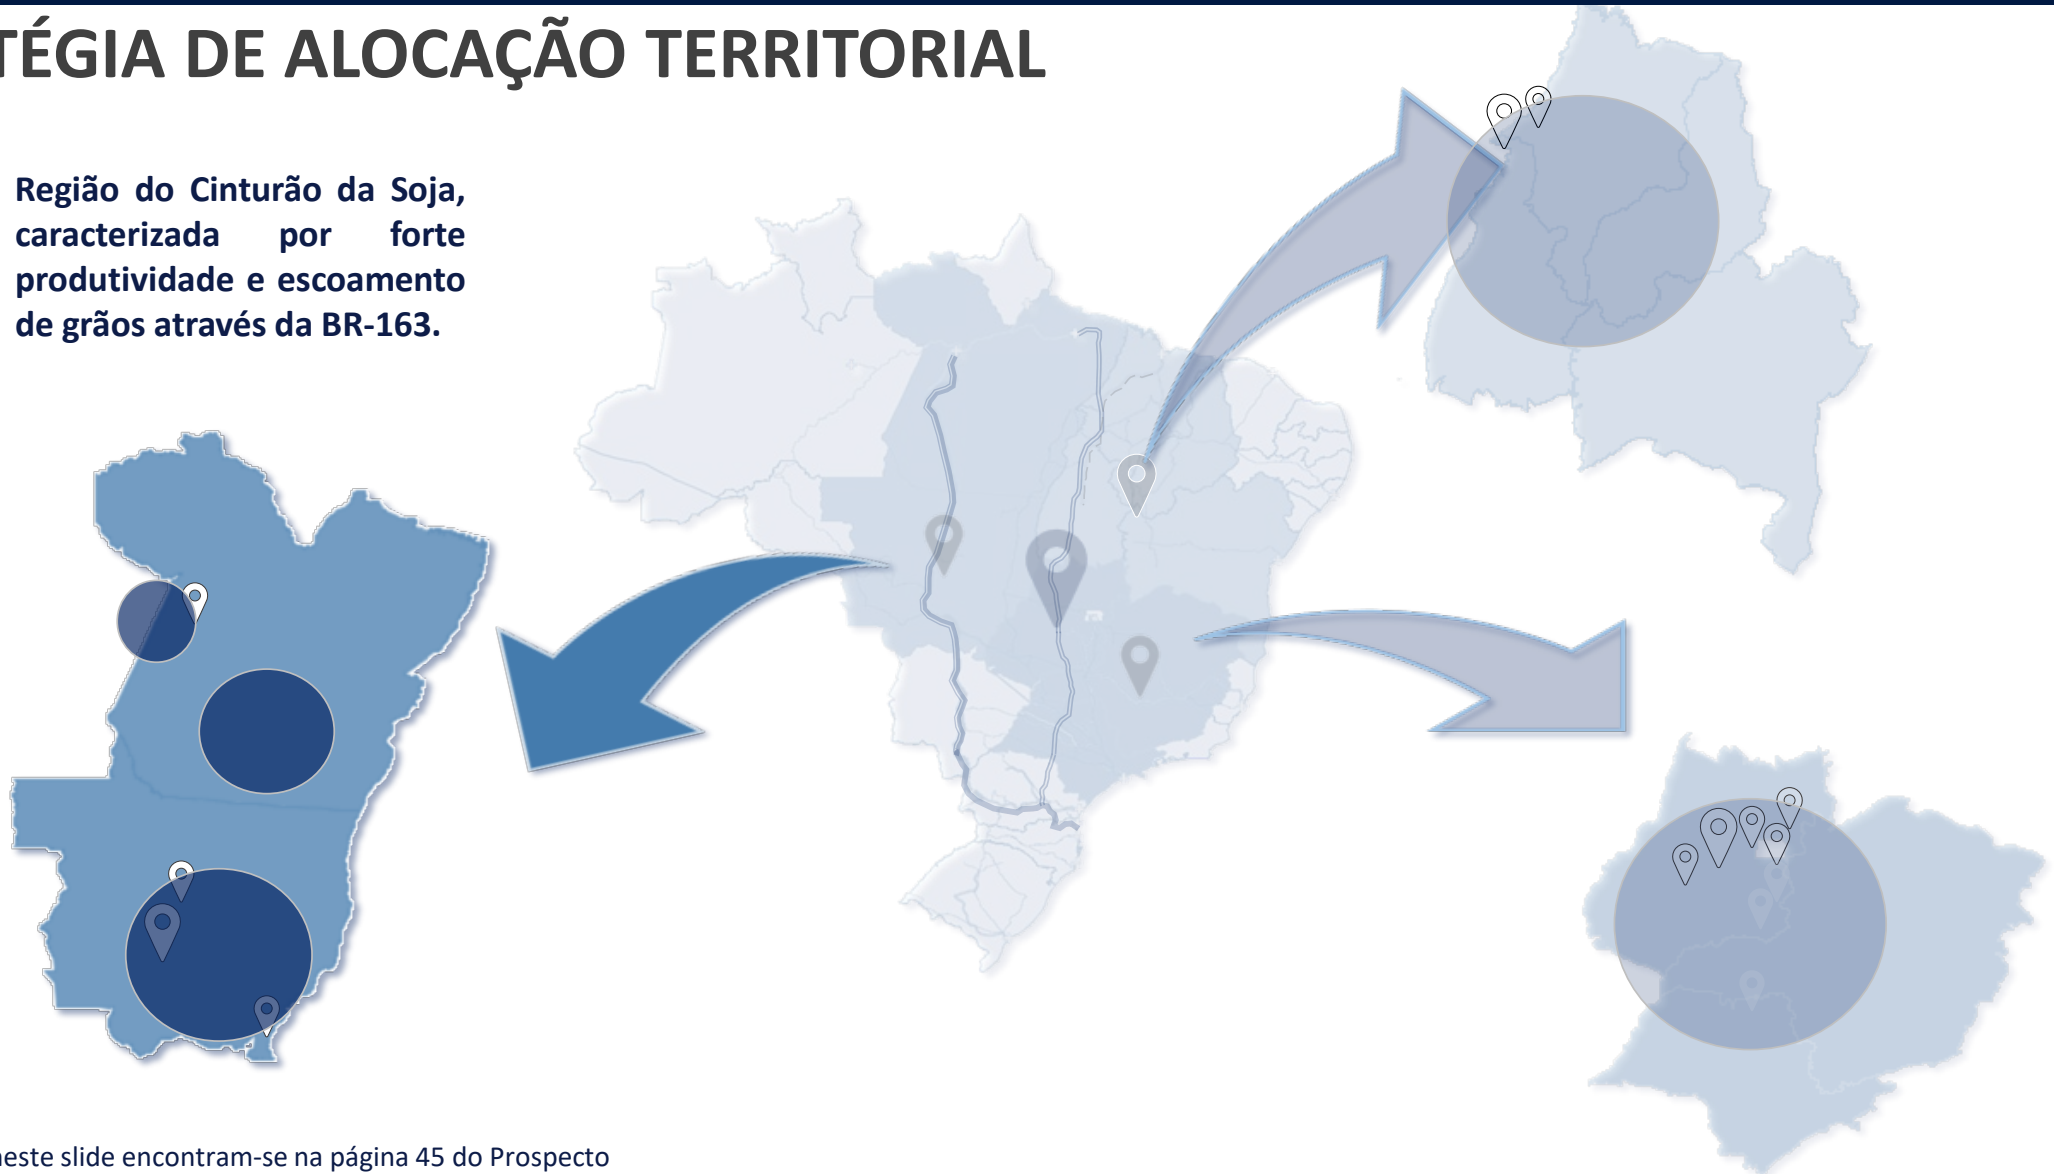 TÉGIA DE ALOCAÇÃO TERRITORIAL
Região do Cinturão da Soja,
caracterizada por forte
produtividade e escoamento
de grãos através da BR-163.
neste slide encontram-se na página 45 do Prospecto